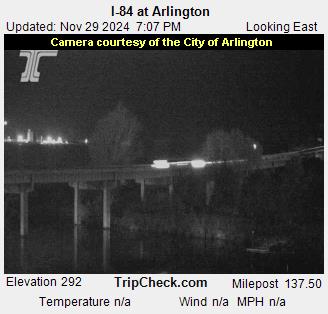 I-84 at Arlington
Updated: Nov 29 2024 7:07 PM Looking East
Camera courtesy of the City of Arlington
Elevation 292 TripCheck.com Milepost 137.50
Temperature n/a Wind n/a MPH n/a